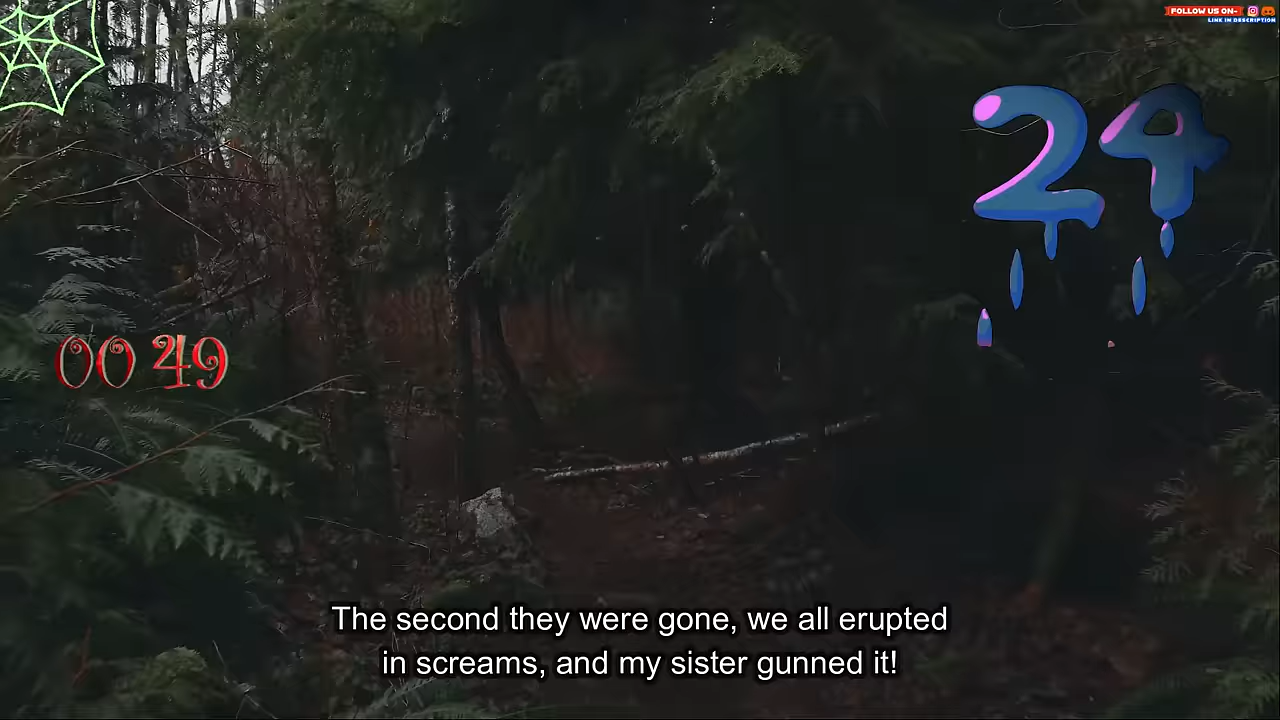 FOLLOW US ON-
LINK IN DESCRIPTION
24
00 49
The second they were gone, we all erupted
in screams, and my sister gunned it!